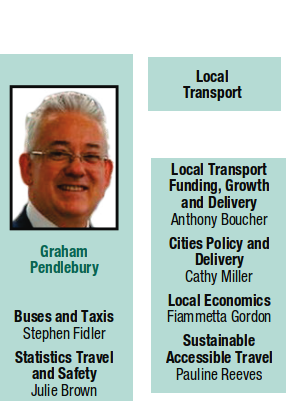 Graham
Pendlebury
Buses and Taxis
Stephen Fidler
Statistics Travel
and Safety
Julie Brown
Local
Transport
Local Transport
Funding, Growth
and Delivery
Anthony Boucher
Cities Policy and
Delivery
Cathy Miller
Local Economics
Fiammetta Gordon
Sustainable
Accessible Travel
Pauline Reeves